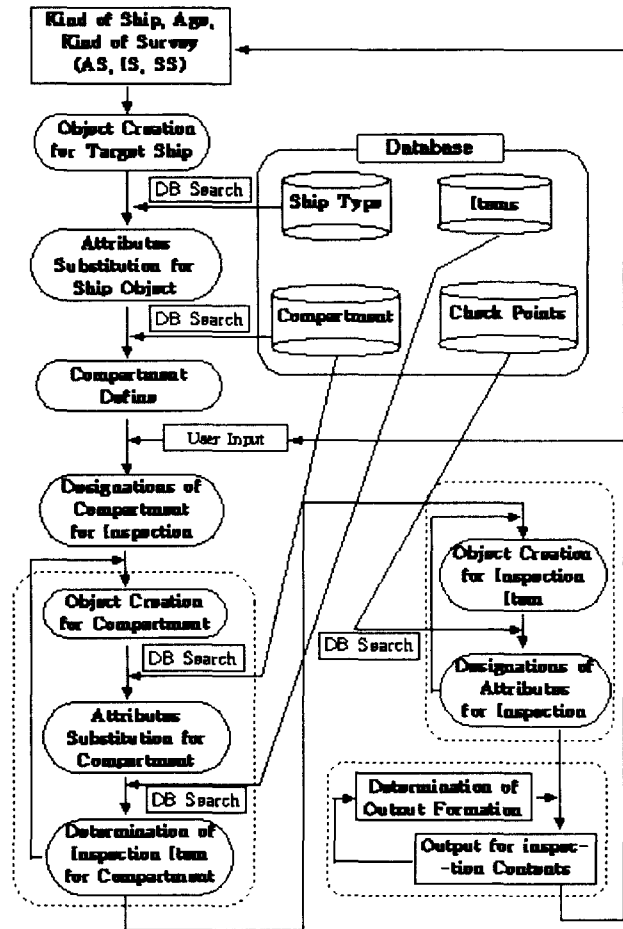 Kind of Ship, Age,
Kind of Survey
(AS, IS, SS)
Object Creation
for Target Ship
Database
DB Search
Ship Type
Items
Attributes
Substitution for
Ship Object
DB Search
Compartment
Check Points
Compartment
Define
User Input
Designations of
Compartment
for Inspection
Object Creation
for Compartment
DB Search
Attributes
Substitution for
Compartment
DB Search
Determination of
Inspection Item
for Compartment
Object Creation
for Inspection
Item
DB Search
Designations of
Attributes
for Inspection
Determination of
Output Formation
Output for inspec-
-tion Contents